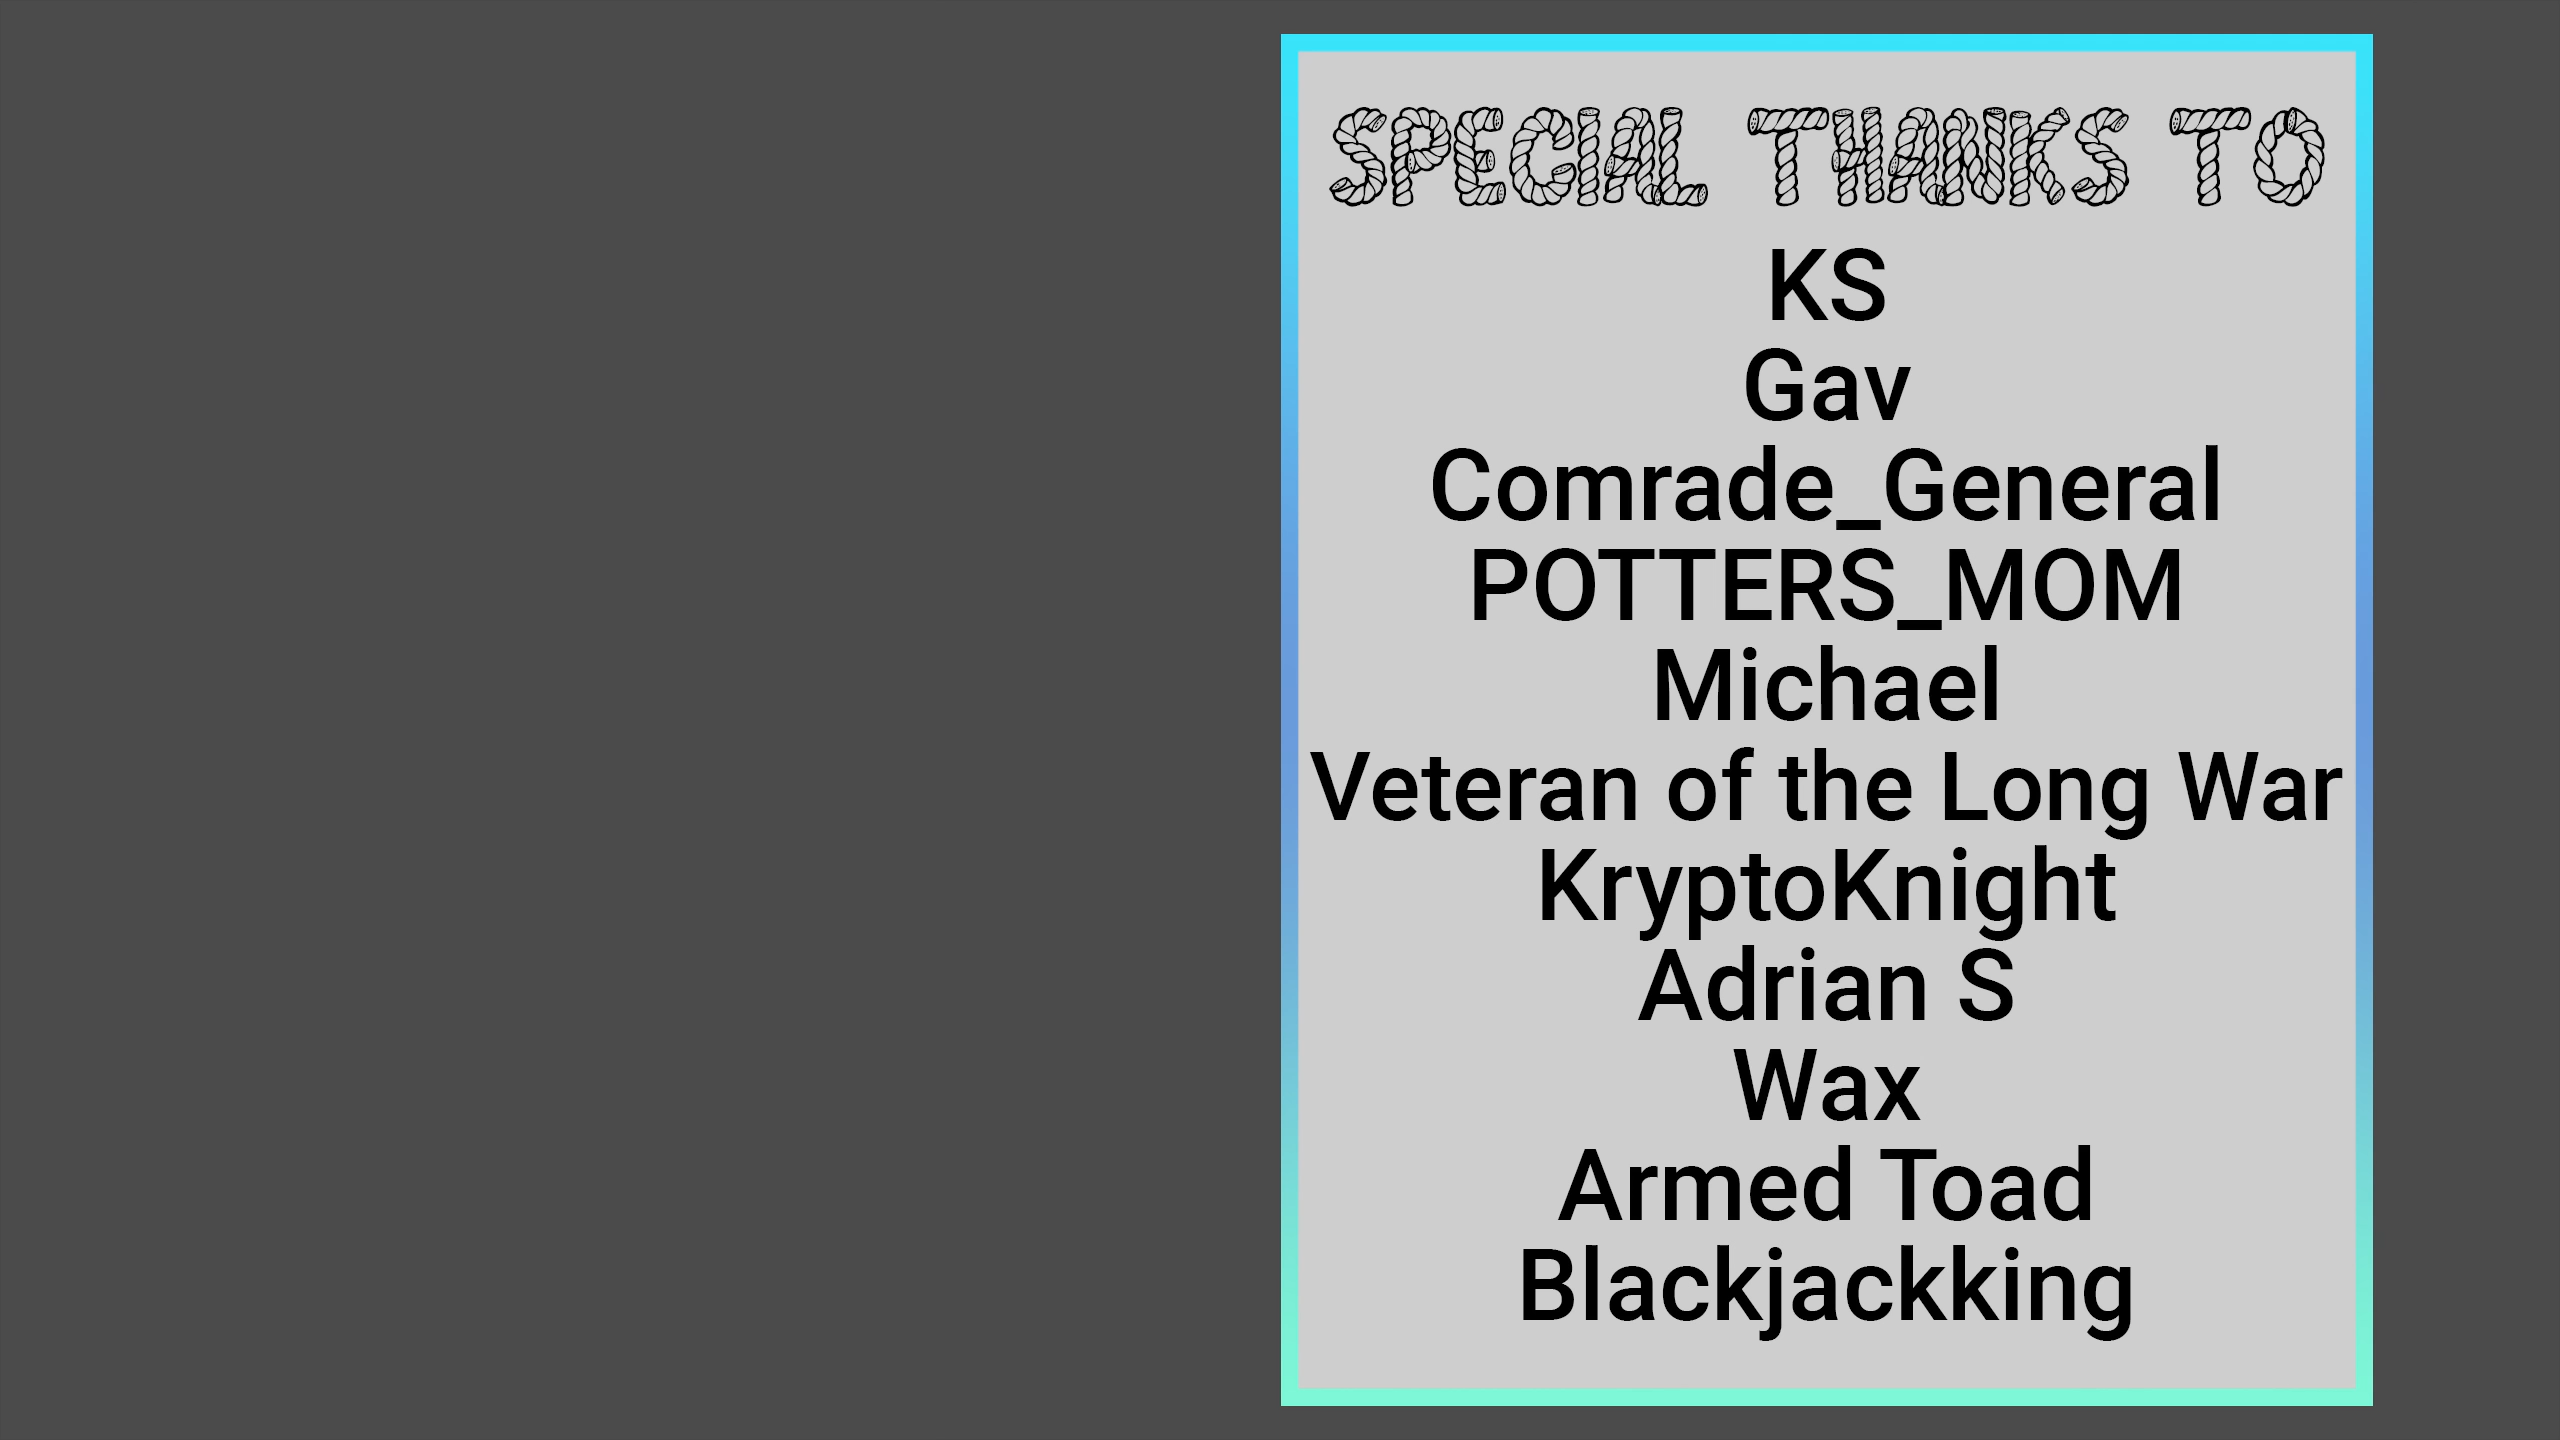 SPECIAL THANKS TO
KS
Gav
Comrade_General
POTTERS_MOM
Michael
Veteran of the Long War
KryptoKnight
Adrian S
Wax
Armed Toad
Blackjackking